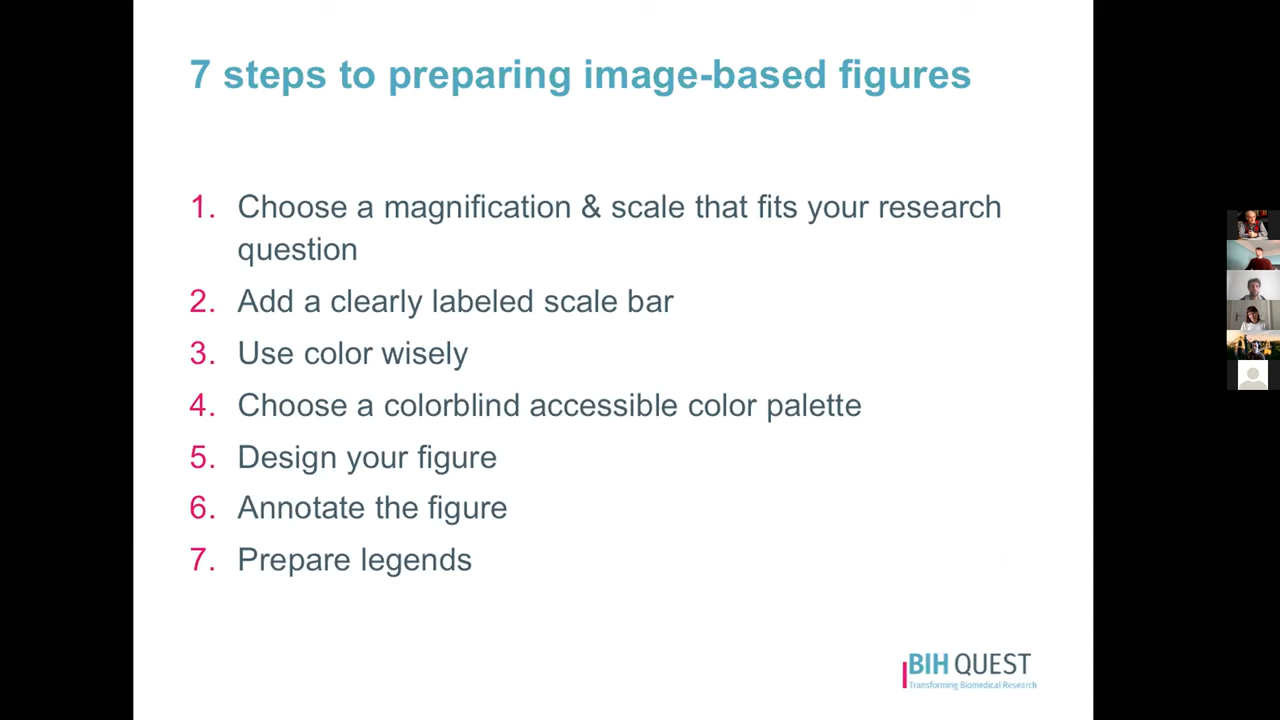 7 steps to preparing image-based figures
1. Choose a magnification & scale that fits your research
question
2. Add a clearly labeled scale bar
3. Use color wisely
4. Choose a colorblind accessible color palette
5. Design your figure
6. Annotate the figure
7. Prepare legends
BIH QUEST
Transforming Biomedical Research